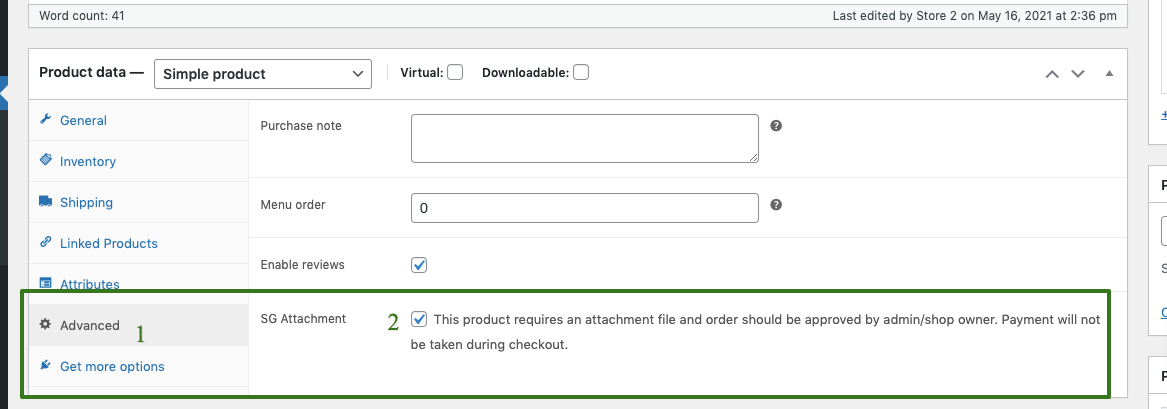 Word count: 41
Last edited by Store 2 on May 16, 2021 at 2:36 pm
Product data — Simple product Virtual: Downloadable:
General
Purchase note
Inventory
Shipping
Menu order
0
Linked Products
Enable reviews
Attributes
Advanced
1
SG Attachment
2
This product requires an attachment file and order should be approved by admin/shop owner. Payment will not
be taken during checkout.
Get more options